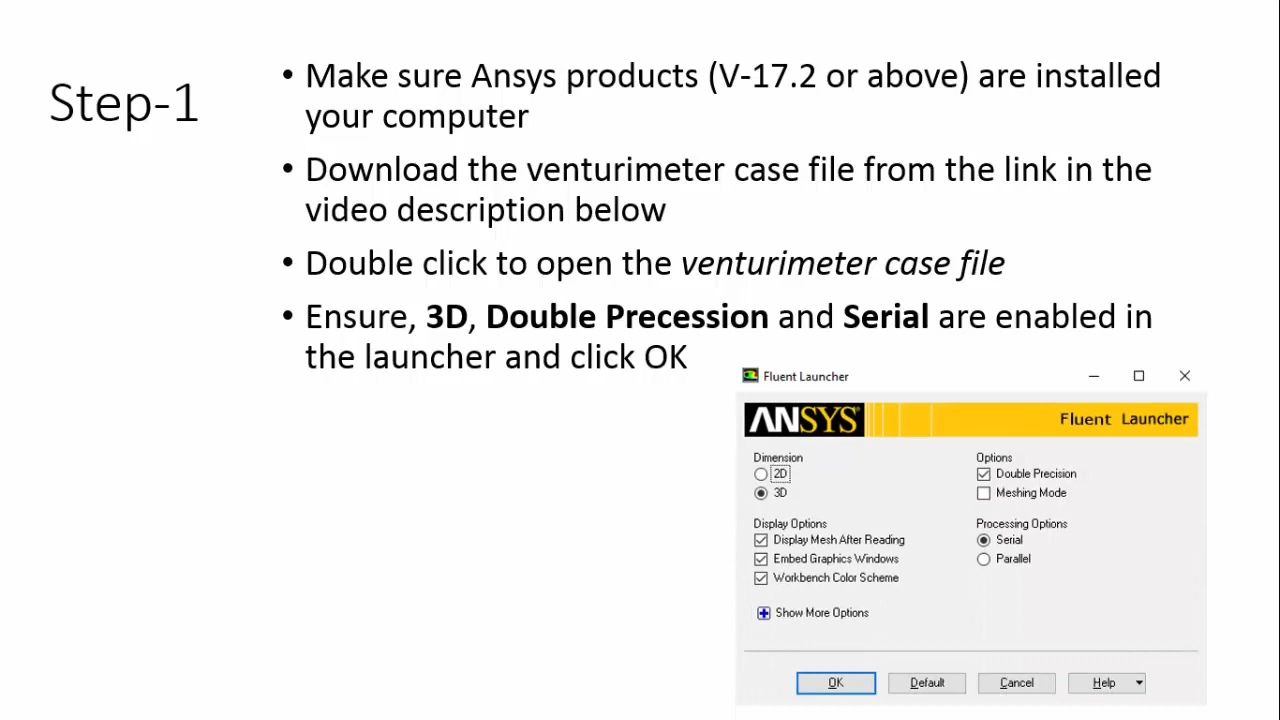 Step-1
• Make sure Ansys products (V-17.2 or above) are installed
your computer
• Download the venturimeter case file from the link in the
video description below
• Double click to open the venturimeter case file
• Ensure, 3D, Double Precession and Serial are enabled in
the launcher and click OK
Fluent Launcher
ANSYS Fluent Launcher
Dimension
2D
3D
Options
Double Precision
Meshing Mode
Display Options
Display Mesh After Reading
Embed Graphics Windows
Workbench Color Scheme
Processing Options
Serial
Parallel
Show More Options
OK Default Cancel Help